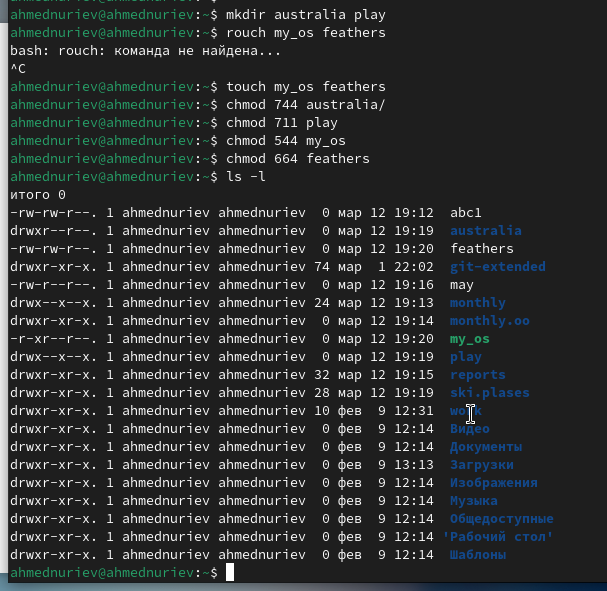 ahmednuriev@ahmednuriev:~$ mkdir australia play
ahmednuriev@ahmednuriev:~$ rouch my_os feathers
bash: rouch: команда не найдена...
^C
ahmednuriev@ahmednuriev:~$ touch my_os feathers
ahmednuriev@ahmednuriev:~$ chmod 744 australia/
ahmednuriev@ahmednuriev:~$ chmod 711 play
ahmednuriev@ahmednuriev:~$ chmod 544 my_os
ahmednuriev@ahmednuriev:~$ chmod 664 feathers
ahmednuriev@ahmednuriev:~$ ls -l
итого 0
-rw-rw-r--. 1 ahmednuriev ahmednuriev  0 мар 12 19:12  abc1
drwxr--r--. 1 ahmednuriev ahmednuriev  0 мар 12 19:19  australia
-rw-rw-r--. 1 ahmednuriev ahmednuriev  0 мар 12 19:20  feathers
drwxr-xr-x. 1 ahmednuriev ahmednuriev 74 мар  1 22:02  git-extended
-rw-r--r--. 1 ahmednuriev ahmednuriev  0 мар 12 19:16  may
drwx--x--x. 1 ahmednuriev ahmednuriev 24 мар 12 19:13  monthly
drwxr-xr-x. 1 ahmednuriev ahmednuriev  0 мар 12 19:14  monthly.oo
-r-xr--r--. 1 ahmednuriev ahmednuriev  0 мар 12 19:20  my_os
drwx--x--x. 1 ahmednuriev ahmednuriev  0 мар 12 19:19  play
drwxr-xr-x. 1 ahmednuriev ahmednuriev 32 мар 12 19:15  reports
drwxr-xr-x. 1 ahmednuriev ahmednuriev 28 мар 12 19:19  ski.plases
drwxr-xr-x. 1 ahmednuriev ahmednuriev 10 фев  9 12:31  work
drwxr-xr-x. 1 ahmednuriev ahmednuriev  0 фев  9 12:14  Видео
drwxr-xr-x. 1 ahmednuriev ahmednuriev  0 фев  9 12:14  Документы
drwxr-xr-x. 1 ahmednuriev ahmednuriev  0 фев  9 13:13  Загрузки
drwxr-xr-x. 1 ahmednuriev ahmednuriev  0 фев  9 12:14  Изображения
drwxr-xr-x. 1 ahmednuriev ahmednuriev  0 фев  9 12:14  Музыка
drwxr-xr-x. 1 ahmednuriev ahmednuriev  0 фев  9 12:14  Общедоступные
drwxr-xr-x. 1 ahmednuriev ahmednuriev  0 фев  9 12:14 'Рабочий стол'
drwxr-xr-x. 1 ahmednuriev ahmednuriev  0 фев  9 12:14  Шаблоны
ahmednuriev@ahmednuriev:~$